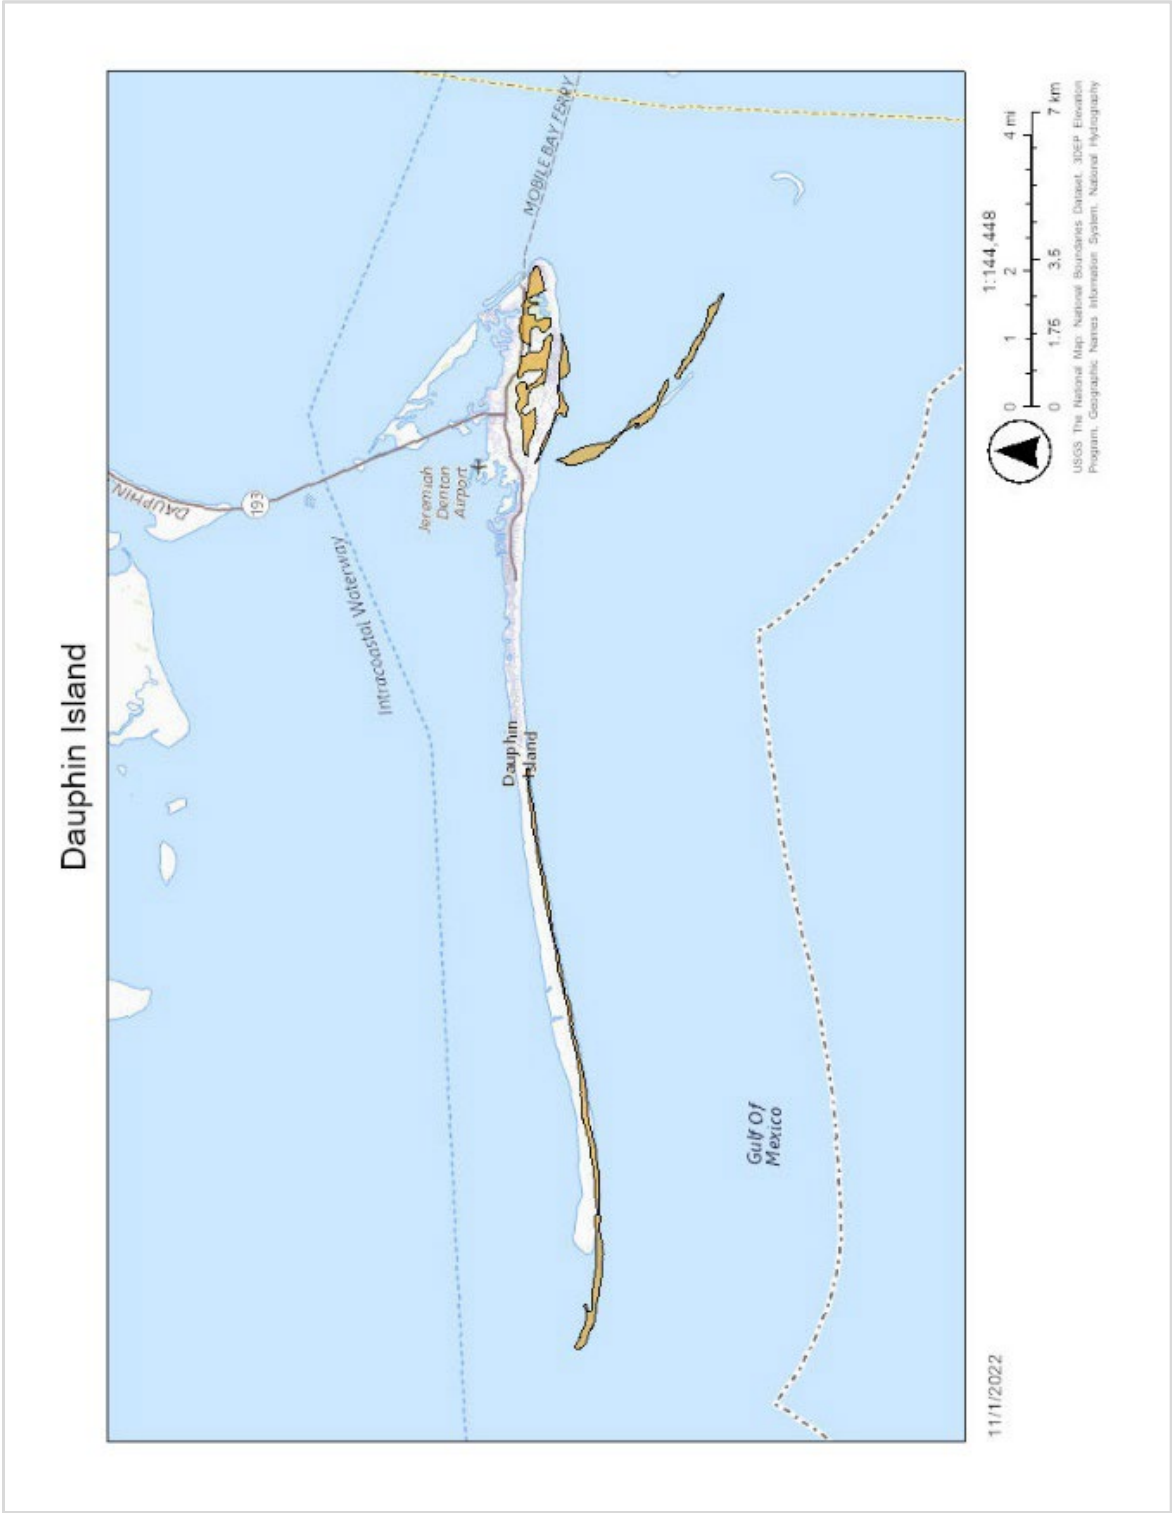 Dauphin Island
DAUPHIN
193
Intracoastal Waterway
MOBILE BAY FERRY
Jeremiah
Denton
Airport
Dauphin
Island
Gulf Of
Mexico
11/1/2022
1:144,448
0 1 2 4 mi
0 1.75 3.5 7 km
USGS The National Map: National Boundaries Dataset, 3DEP Elevation
Program, Geographic Names Information System, National Hydrography